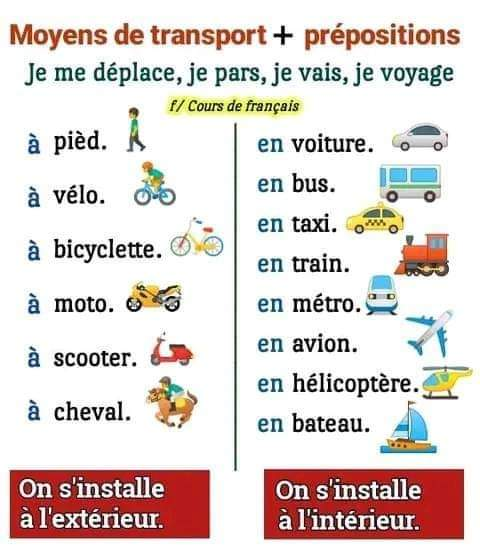 Moyens de transport + prépositions
Je me déplace, je pars, je vais, je voyage
f/ Cours de français
à pièd.
à vélo.
à bicyclette.
à moto.
à scooter.
à cheval.
On s'installe
à l'extérieur.
en voiture.
en bus.
en taxi.
en train.
en métro.
en avion.
en hélicoptère.
en bateau.
On s'installe
à l'intérieur.